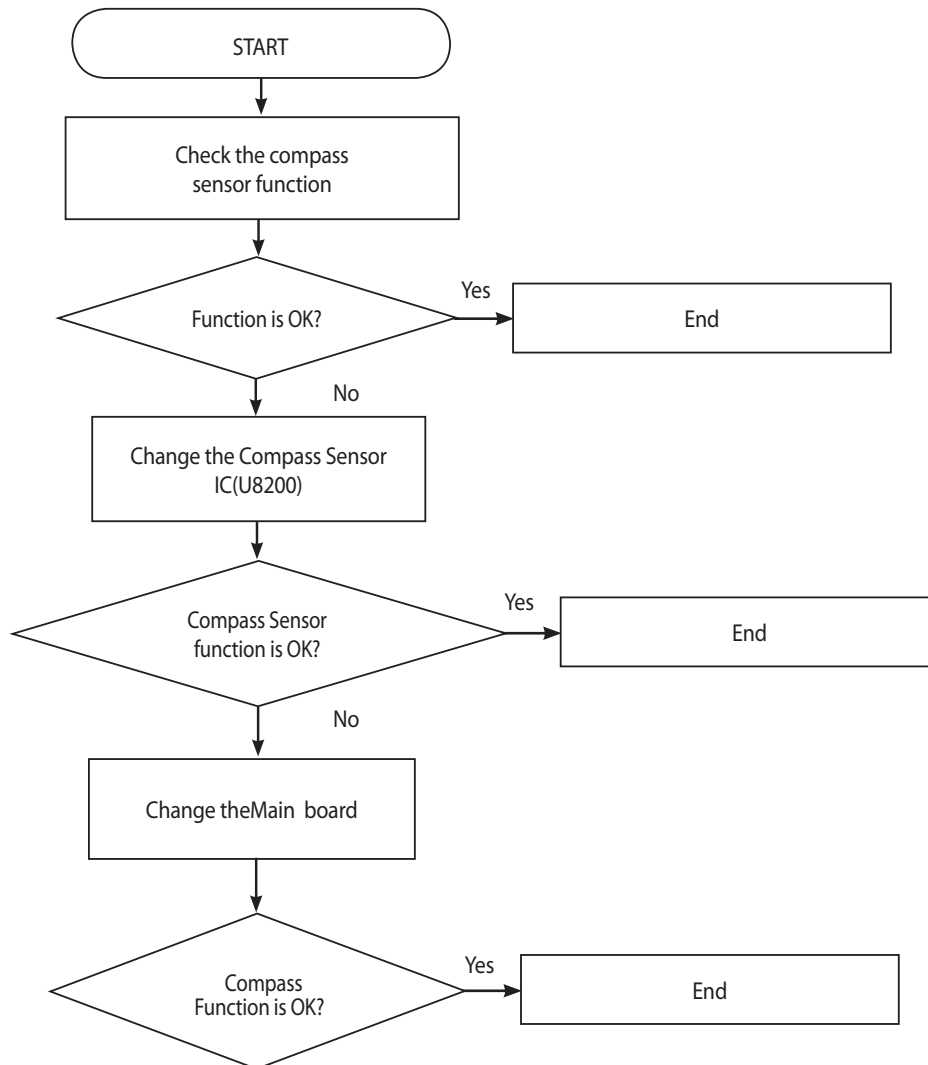 START
Check the compass
sensor function
Function is OK?
Yes
End
No
Change the Compass Sensor
IC(U8200)
Compass Sensor
function is OK?
Yes
End
No
Change theMain board
Compass
Function is OK?
Yes
End